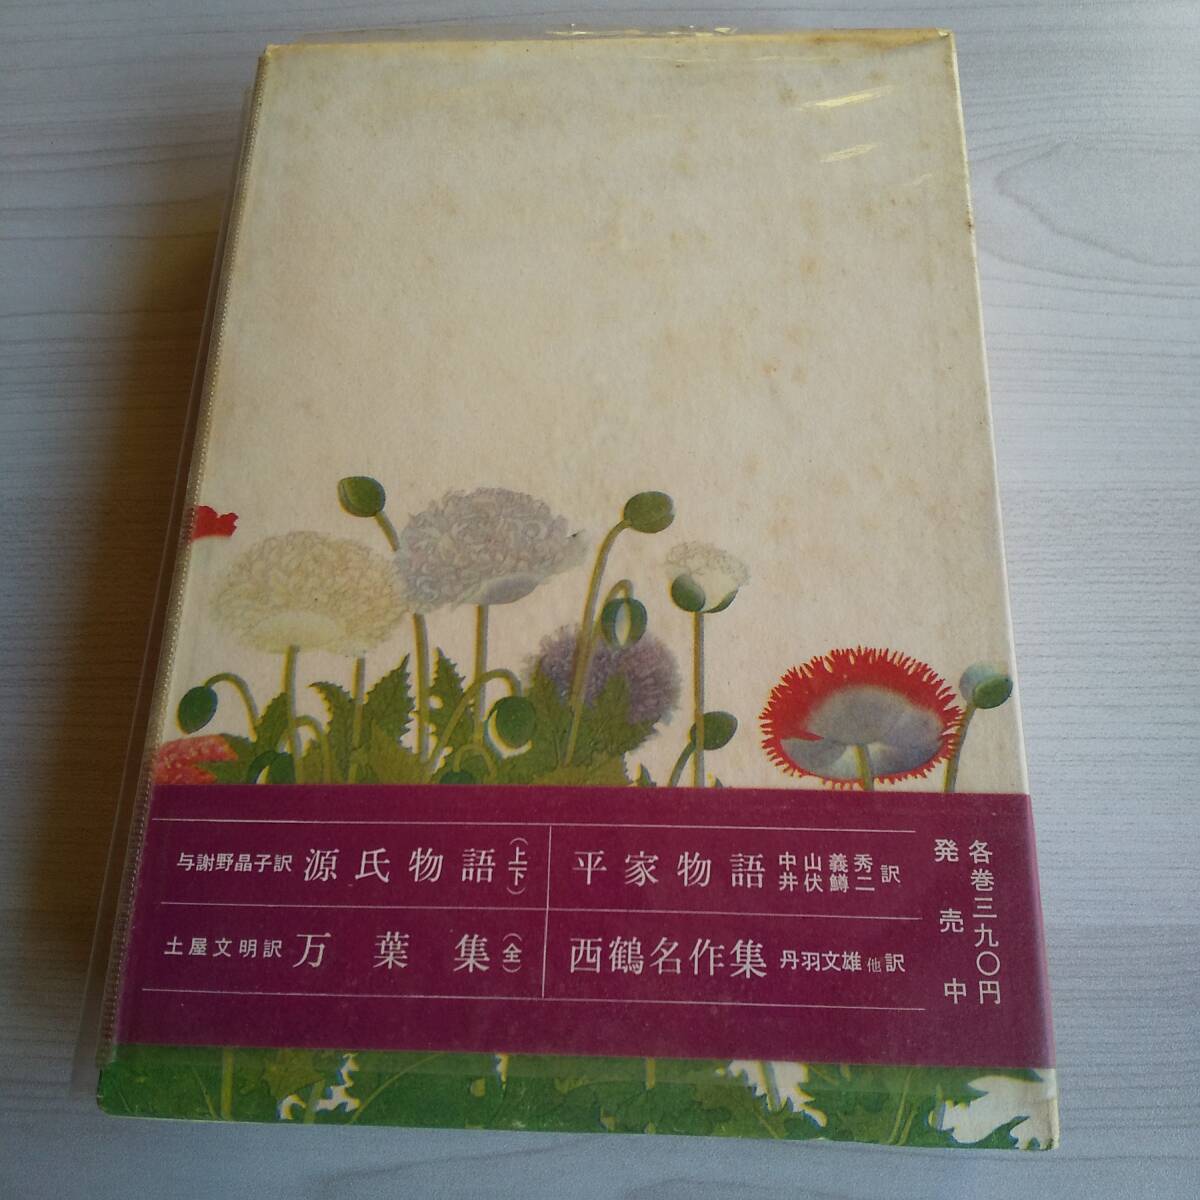 与謝野晶子訳 源氏物語(上下)
平家物語 中山義秀 井伏鱒二 訳
土屋文明訳 万葉集(全)
西鶴名作集 丹羽文雄 他訳
各巻三九〇円
発売中